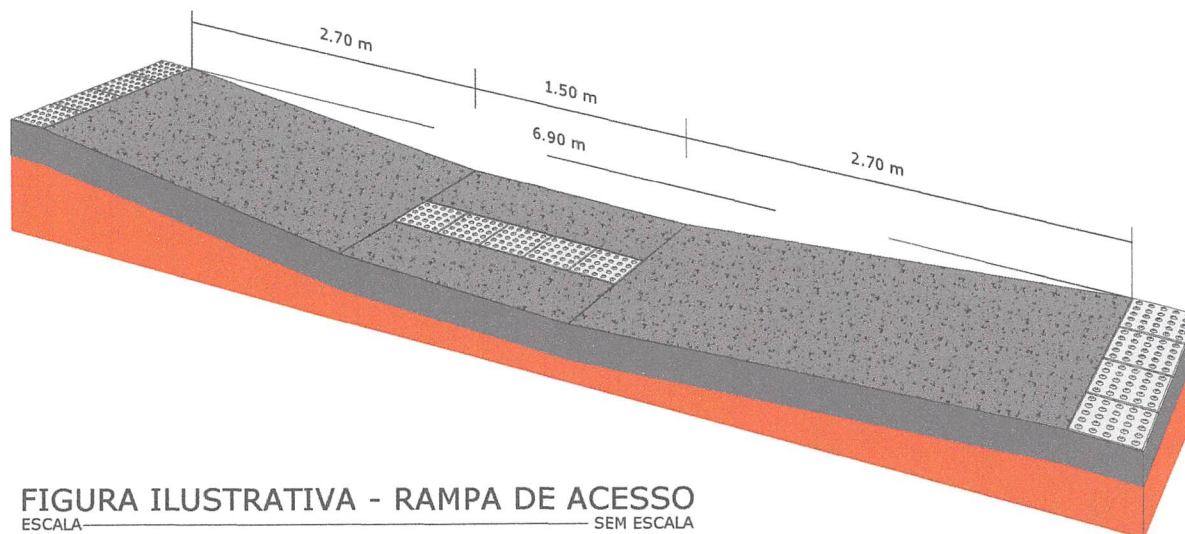 2.70 m
1.50 m
6.90 m
2.70 m
FIGURA ILUSTRATIVA - RAMPA DE ACESSO
ESCALA SEM ESCALA